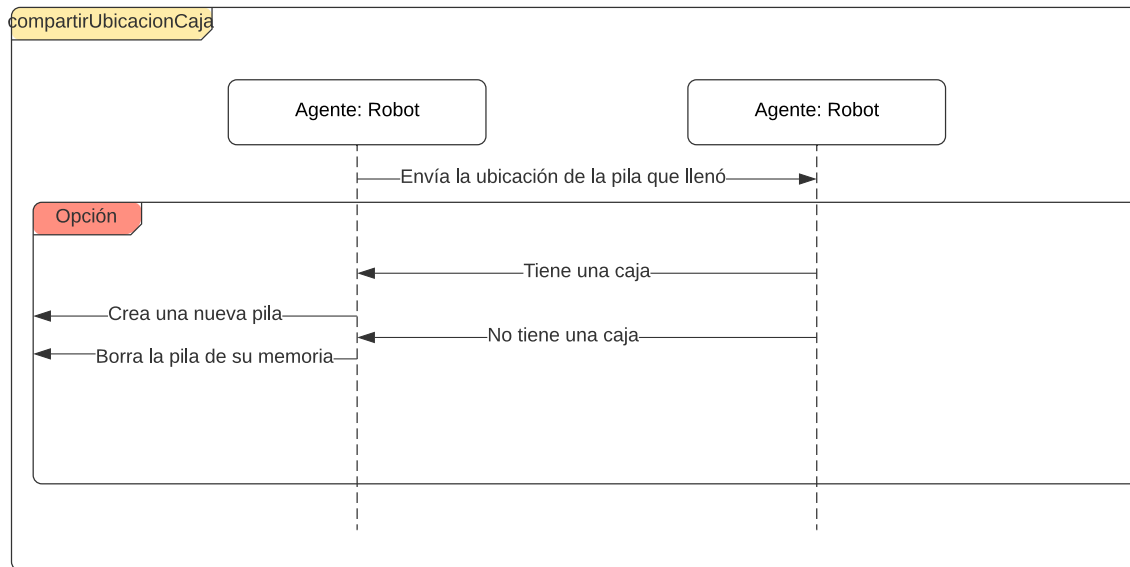 compartirUbicacionCaja
Agente: Robot
Agente: Robot
Envía la ubicación de la pila que llenó
Opción
Tiene una caja
Crea una nueva pila
No tiene una caja
Borra la pila de su memoria